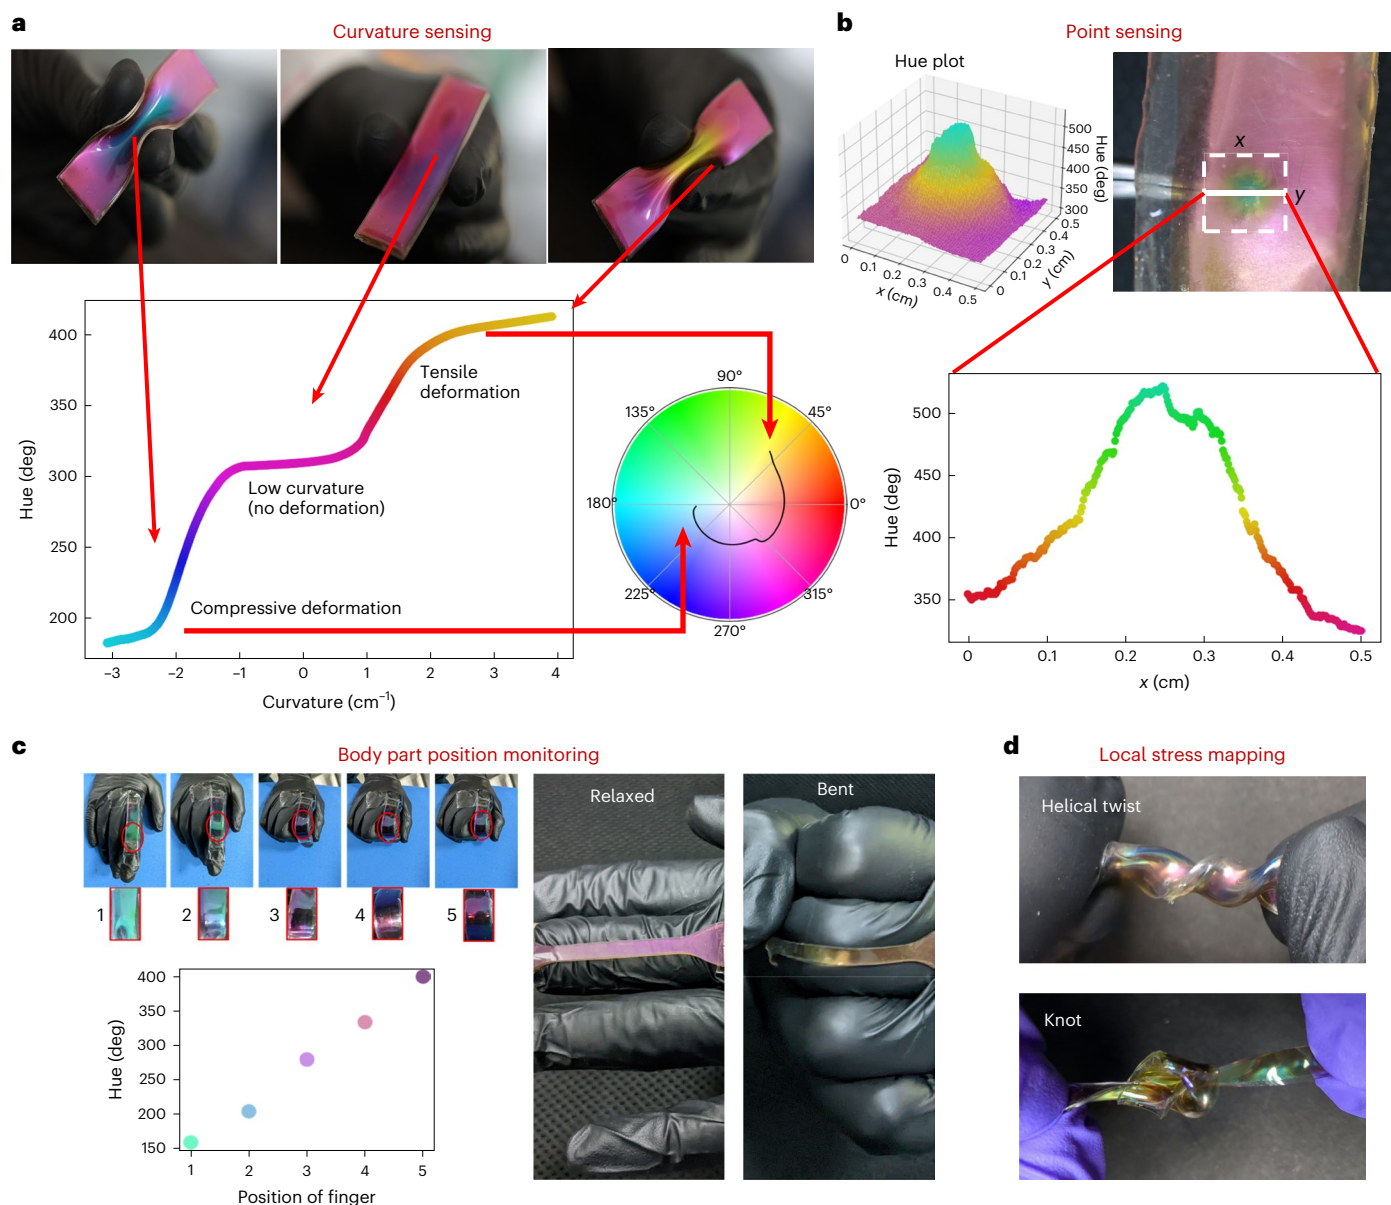 a
Curvature sensing
400
350
300
250
200
Hue (deg)
Tensile
deformation
Low curvature
(no deformation)
Compressive deformation
–3
–2
–1
0
1
2
3
4
Curvature (cm–1)
90°
135°
45°
180°
0°
225°
315°
270°
b
Point sensing
Hue plot
500
450
400
350
300
Hue (deg)
0
0.1
0.2
0.3
0.4
0.5
x (cm)
0
0.1
0.2
0.3
0.4
0.5
y (cm)
x
y
500
450
400
350
Hue (deg)
0
0.1
0.2
0.3
0.4
0.5
x (cm)
c
Body part position monitoring
1
2
3
4
5
400
350
300
250
200
150
Hue (deg)
1
2
3
4
5
Position of finger
Relaxed
Bent
d
Local stress mapping
Helical twist
Knot